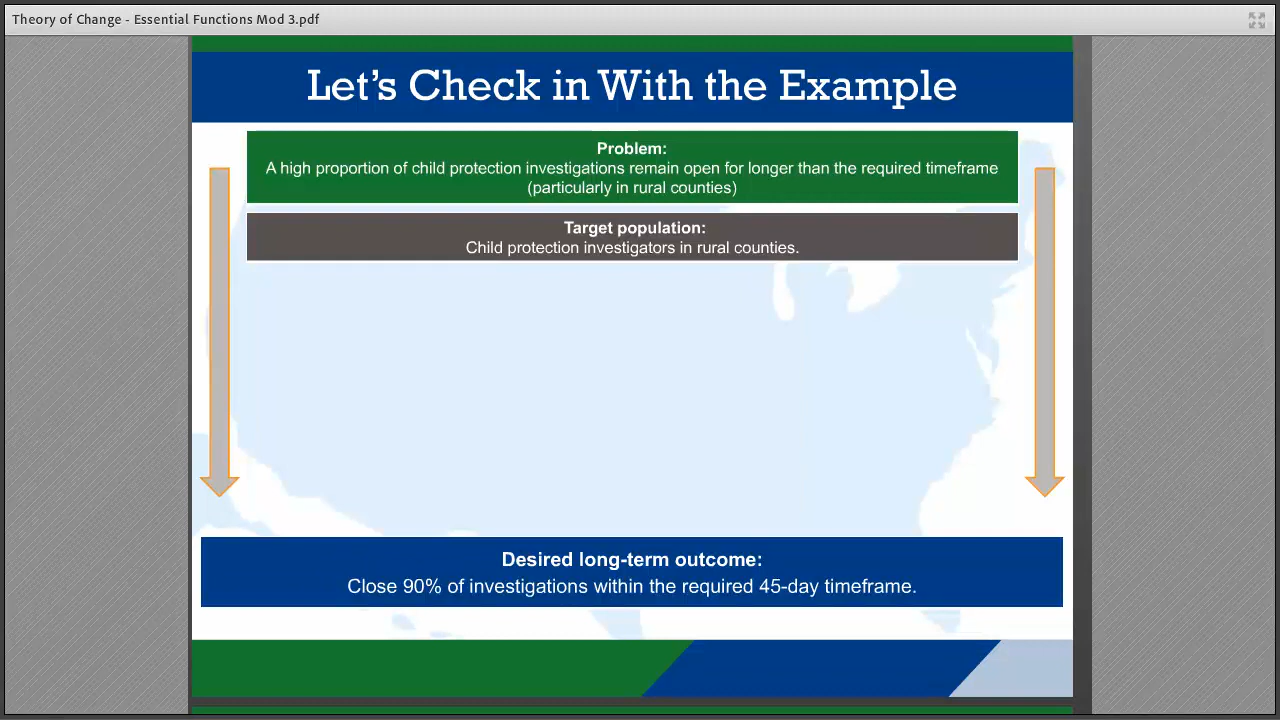 Theory of Change - Essential Functions Mod 3.pdf
Let's Check in With the Example
Problem:
A high proportion of child protection investigations remain open for longer than the required timeframe
(particularly in rural counties)
Target population:
Child protection investigators in rural counties.
Desired long-term outcome:
Close 90% of investigations within the required 45-day timeframe.